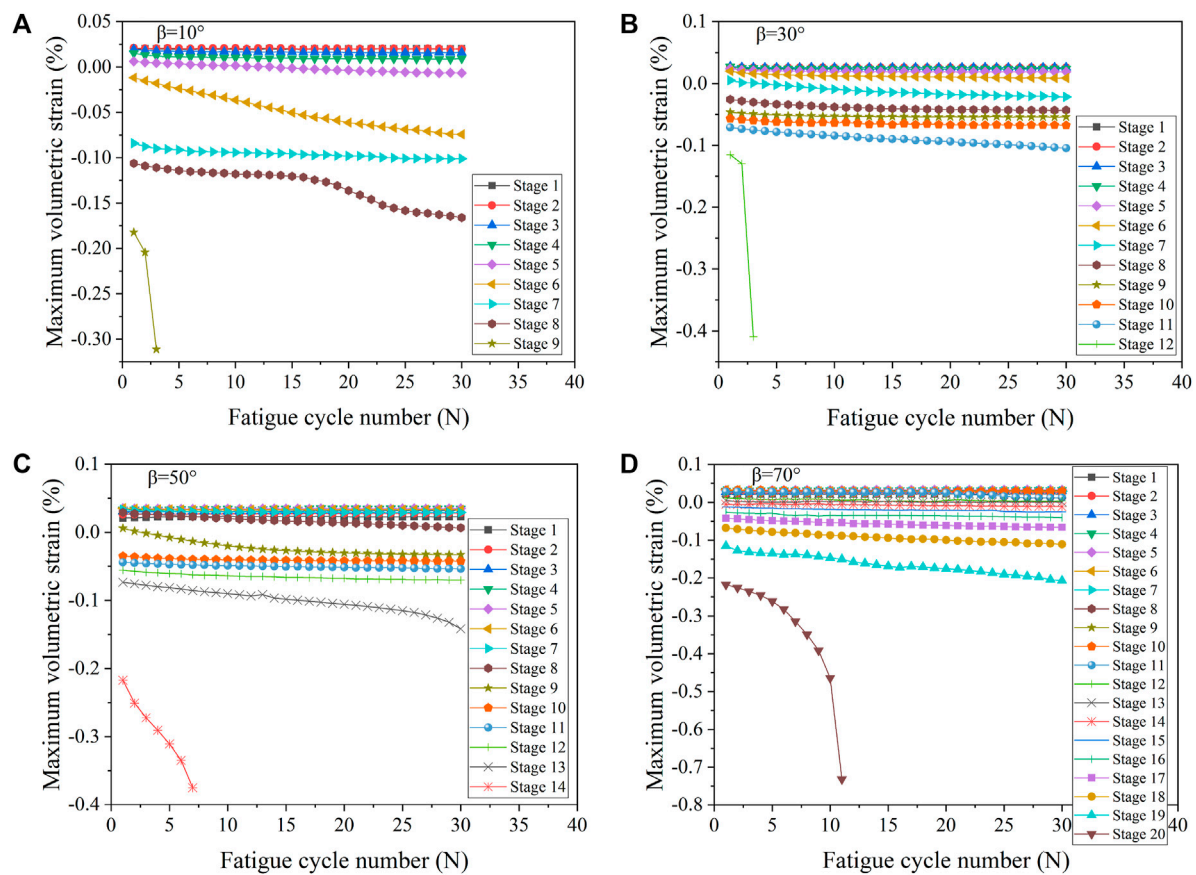 A
β=10°
0.05
0.00
-0.05
-0.10
-0.15
-0.20
-0.25
-0.30
Maximum volumetric strain (%)
Stage 1
Stage 2
Stage 3
Stage 4
Stage 5
Stage 6
Stage 7
Stage 8
Stage 9
0 5 10 15 20 25 30 35 40
Fatigue cycle number (N)
B
β=30°
0.1
0.0
-0.1
-0.2
-0.3
-0.4
Maximum volumetric strain (%)
Stage 1
Stage 2
Stage 3
Stage 4
Stage 5
Stage 6
Stage 7
Stage 8
Stage 9
Stage 10
Stage 11
Stage 12
0 5 10 15 20 25 30 35 40
Fatigue cycle number (N)
C
β=50°
0.1
0.0
-0.1
-0.2
-0.3
-0.4
Maximum volumetric strain (%)
Stage 1
Stage 2
Stage 3
Stage 4
Stage 5
Stage 6
Stage 7
Stage 8
Stage 9
Stage 10
Stage 11
Stage 12
Stage 13
Stage 14
0 5 10 15 20 25 30 35 40
Fatigue cycle number (N)
D
β=70°
0.1
0.0
-0.1
-0.2
-0.3
-0.4
-0.5
-0.6
-0.7
-0.8
Maximum volumetric strain (%)
Stage 1
Stage 2
Stage 3
Stage 4
Stage 5
Stage 6
Stage 7
Stage 8
Stage 9
Stage 10
Stage 11
Stage 12
Stage 13
Stage 14
Stage 15
Stage 16
Stage 17
Stage 18
Stage 19
Stage 20
0 5 10 15 20 25 30 35 40
Fatigue cycle number (N)